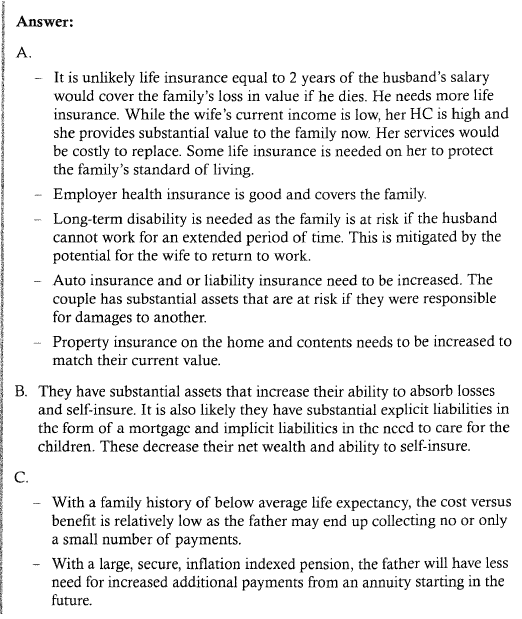 Answer:
A.
– It is unlikely life insurance equal to 2 years of the husband's salary
would cover the family's loss in value if he dies. He needs more life
insurance. While the wife's current income is low, her HC is high and
she provides substantial value to the family now. Her services would
be costly to replace. Some life insurance is needed on her to protect
the family's standard of living.
– Employer health insurance is good and covers the family.
– Long-term disability is needed as the family is at risk if the husband
cannot work for an extended period of time. This is mitigated by the
potential for the wife to return to work.
– Auto insurance and or liability insurance need to be increased. The
couple has substantial assets that are at risk if they were responsible
for damages to another.
– Property insurance on the home and contents needs to be increased to
match their current value.
B. They have substantial assets that increase their ability to absorb losses
and self-insure. It is also likely they have substantial explicit liabilities in
the form of a mortgage and implicit liabilities in the need to care for the
children. These decrease their net wealth and ability to self-insure.
C.
– With a family history of below average life expectancy, the cost versus
benefit is relatively low as the father may end up collecting no or only
a small number of payments.
– With a large, secure, inflation indexed pension, the father will have less
need for increased additional payments from an annuity starting in the
future.